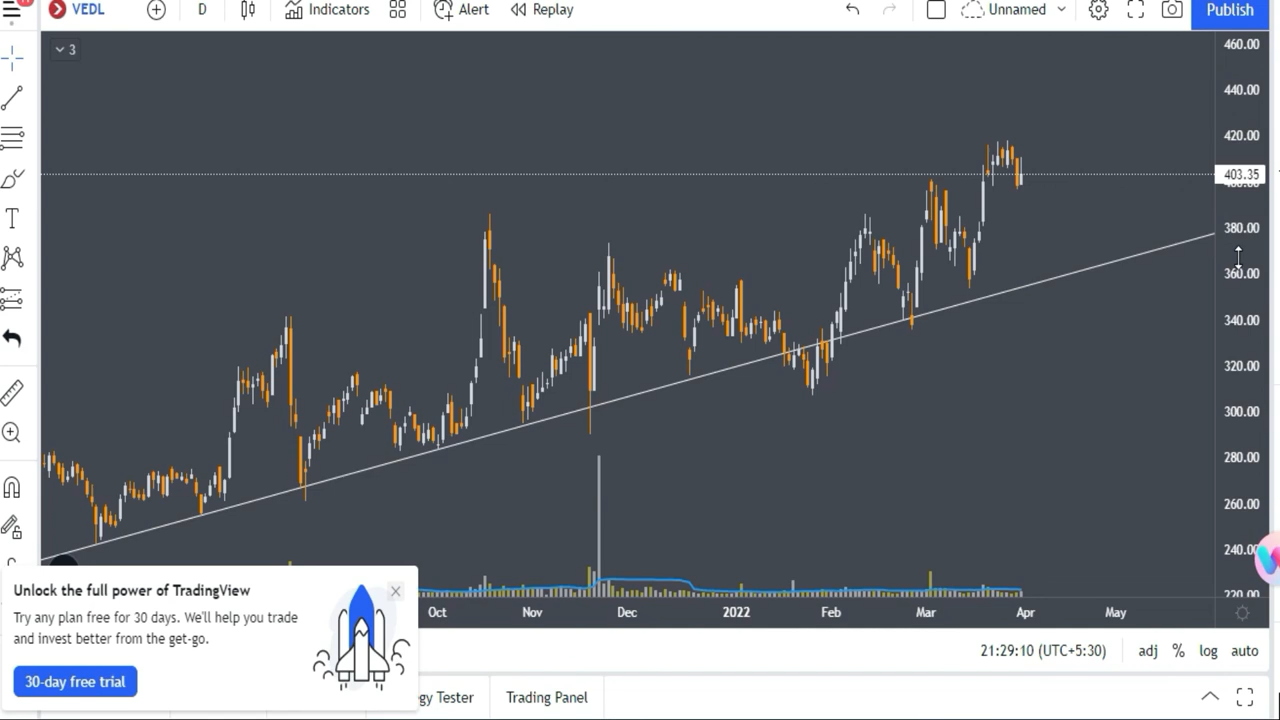 VEDL
D
Indicators
Alert
Replay
Unnamed
Publish
3
460.00
440.00
420.00
403.35
380.00
360.00
340.00
320.00
300.00
280.00
260.00
240.00
220.00
Unlock the full power of TradingView
Try any plan free for 30 days. We'll help you trade
and invest better from the get-go.
30-day free trial
Oct
Nov
Dec
2022
Feb
Mar
Apr
May
21:29:10 (UTC+5:30)
adj
%
log
auto
gy Tester
Trading Panel